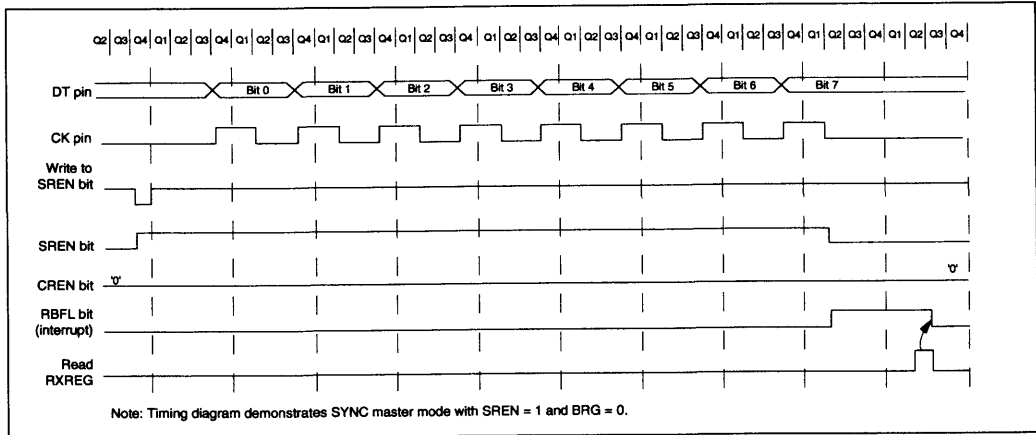 Q2 Q3 Q4 Q1 Q2 Q3 Q4 Q1 Q2 Q3 Q4 Q1 Q2 Q3 Q4 Q1 Q2 Q3 Q4 Q1 Q2 Q3 Q4 Q1 Q2 Q3 Q4 Q1 Q2 Q3 Q4 Q1 Q2 Q3 Q4 Q1 Q2 Q3 Q4 Q1 Q2 Q3 Q4
DT pin Bit 0 Bit 1 Bit 2 Bit 3 Bit 4 Bit 5 Bit 6 Bit 7
CK pin
Write to
SREN bit
SREN bit
CREN bit '0' '0'
RBFL bit
(interrupt)
Read
RXREG
Note: Timing diagram demonstrates SYNC master mode with SREN = 1 and BRG = 0.